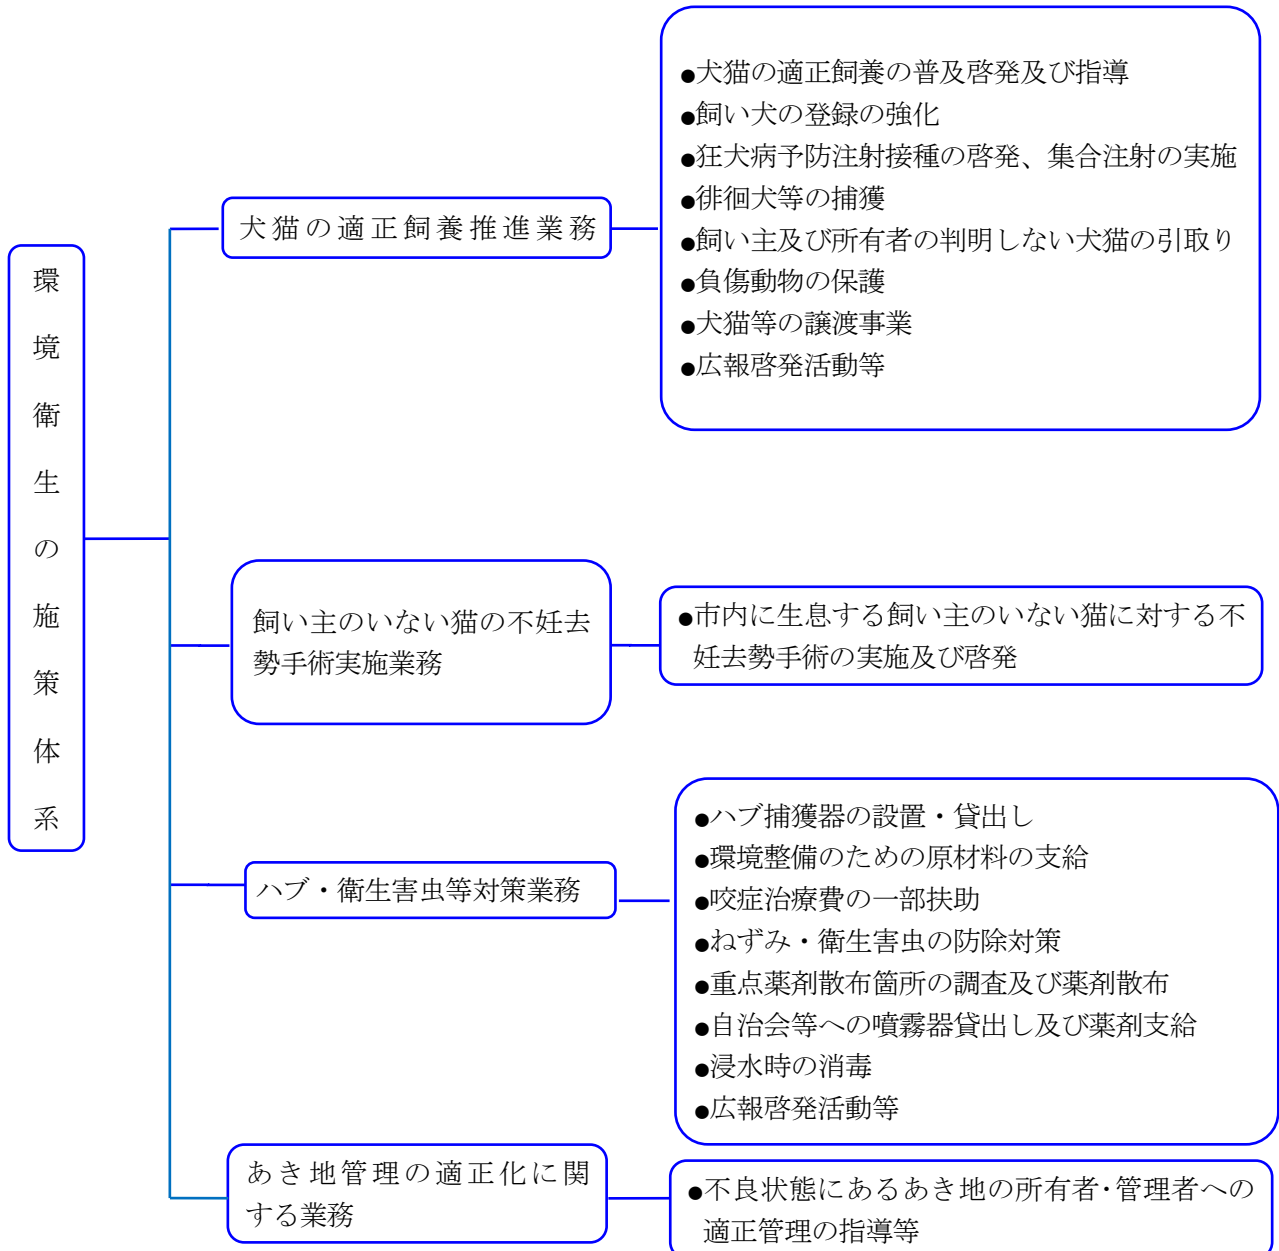 環境衛生の施策体系
犬猫の適正飼養推進業務
●犬猫の適正飼養の普及啓発及び指導
●飼い犬の登録の強化
●狂犬病予防注射接種の啓発、集合注射の実施
●徘徊犬等の捕獲
●飼い主及び所有者の判明しない犬猫の引取り
●負傷動物の保護
●犬猫等の譲渡事業
●広報啓発活動等
飼い主のいない猫の不妊去
勢手術実施業務
●市内に生息する飼い主のいない猫に対する不
妊去勢手術の実施及び啓発
ハブ・衛生害虫等対策業務
●ハブ捕獲器の設置・貸出し
●環境整備のための原材料の支給
●咬症治療費の一部扶助
●ねずみ・衛生害虫の防除対策
●重点薬剤散布箇所の調査及び薬剤散布
●自治会等への噴霧器貸出し及び薬剤支給
●浸水時の消毒
●広報啓発活動等
あき地管理の適正化に関
する業務
●不良状態にあるあき地の所有者・管理者への
適正管理の指導等